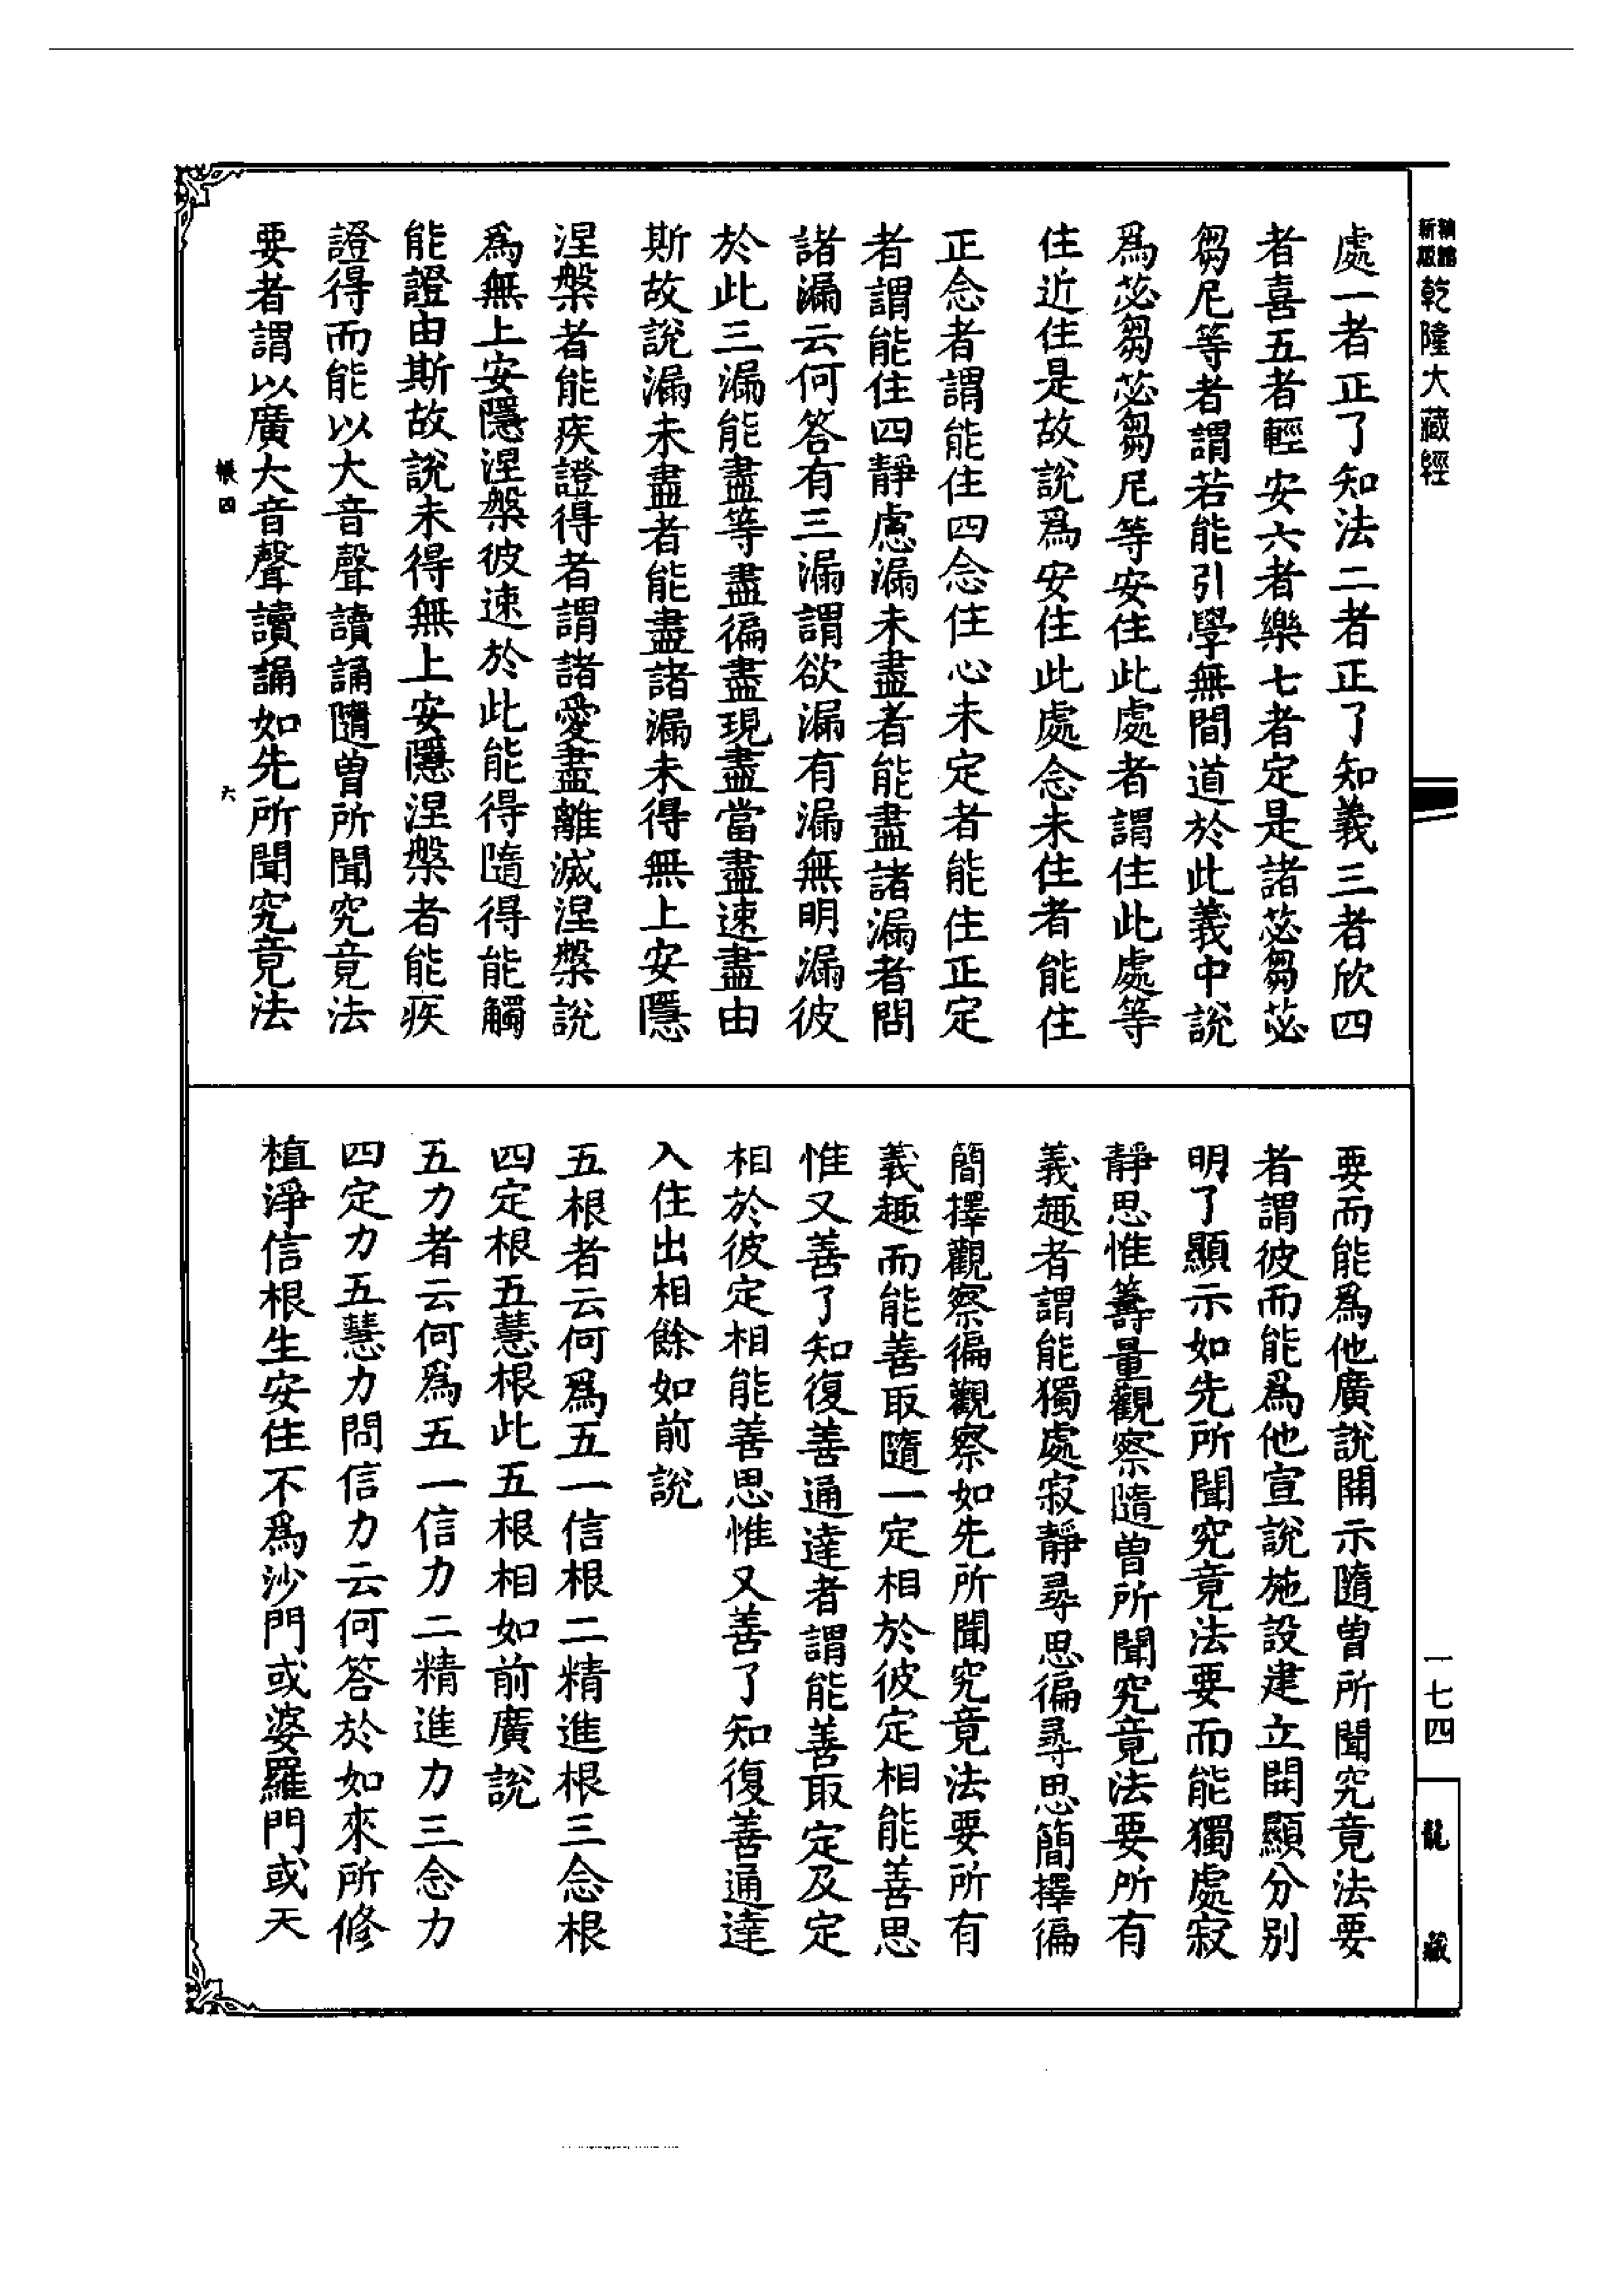 新版
乾隆大藏經
處一者正了知法二者正了知義三者欣四
者喜五者輕安六者樂七者定是諸苾芻苾
芻尼等者謂若能引學無間道於此義中說
爲苾芻苾芻尼等安住此處者謂住此處等
住近住是故說爲安住此處念未住者能住
正念者謂能住四念住心未定者能住正定
者謂能住四靜慮漏未盡者能盡諸漏者問
諸漏云何答有三漏謂欲漏有漏無明漏彼
於此三漏能盡等盡徧盡現盡當盡速盡由
斯故說漏未盡者能盡諸漏未得無上安隱
涅槃者能疾證得者謂諸愛盡離滅涅槃說
爲無上安隱涅槃彼速於此能得隨得能觸
能證由斯故說未得無上安隱涅槃者能疾
證得而能以大音聲讀誦隨曾所聞究竟法
要者謂以廣大音聲讀誦如先所聞究竟法
四
六
要而能爲他廣說開示隨曾所聞究竟法要
者謂彼而能爲他宣說施設建立開顯分別
明了顯示如先所聞究竟法要而能獨處寂
靜思惟籌量觀察隨曾所聞究竟法要所有
義趣者謂能獨處寂靜尋思徧尋思簡擇徧
簡擇觀察徧觀察如先所聞究竟法要所有
義趣而能善取隨一定相於彼定相能善思
惟又善了知復善通達者謂能善取定及定
相於彼定相能善思惟又善了知復善通達
入住出相餘如前說
五根者云何爲五一信根二精進根三念根
四定根五慧根此五根相如前廣說
五力者云何爲五一信力二精進力三念力
四定力五慧力問信力云何答於如來所修
植淨信根生安住不爲沙門或婆羅門或天
一七四
龍藏